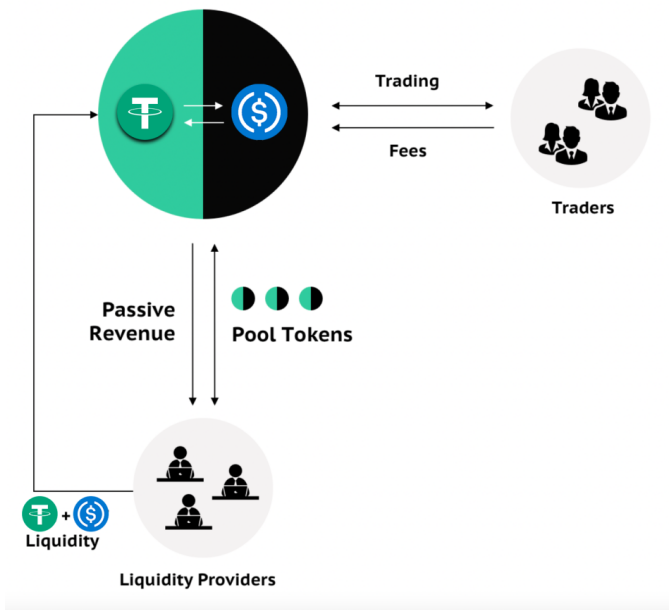 Trading
Fees
Traders
Passive
Revenue
Pool Tokens
+
Liquidity
Liquidity Providers